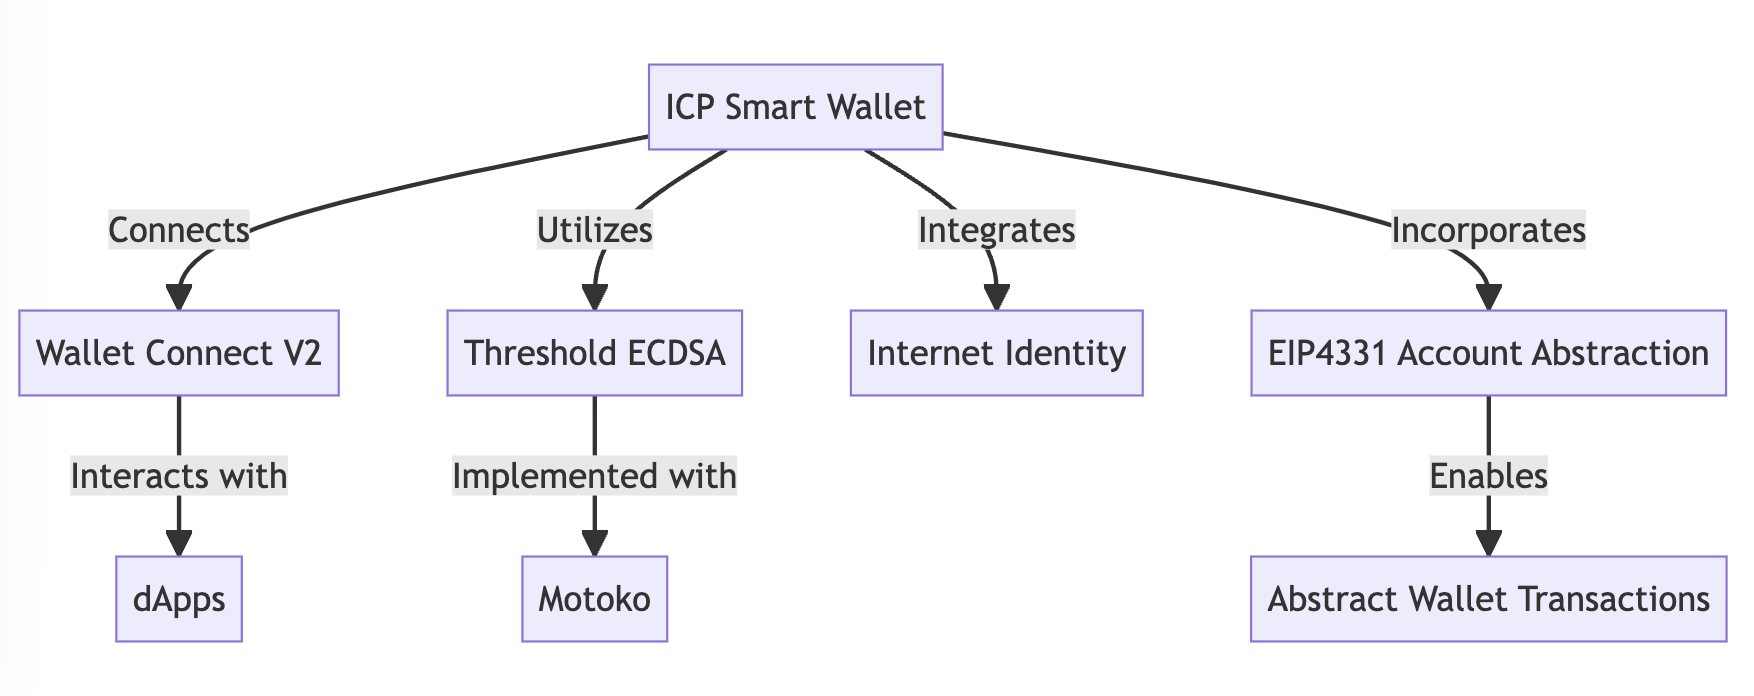 ICP Smart Wallet
Connects
Utilizes
Integrates
Incorporates
Wallet Connect V2
Threshold ECDSA
Internet Identity
EIP4331 Account Abstraction
Interacts with
Implemented with
Enables
dApps
Motoko
Abstract Wallet Transactions